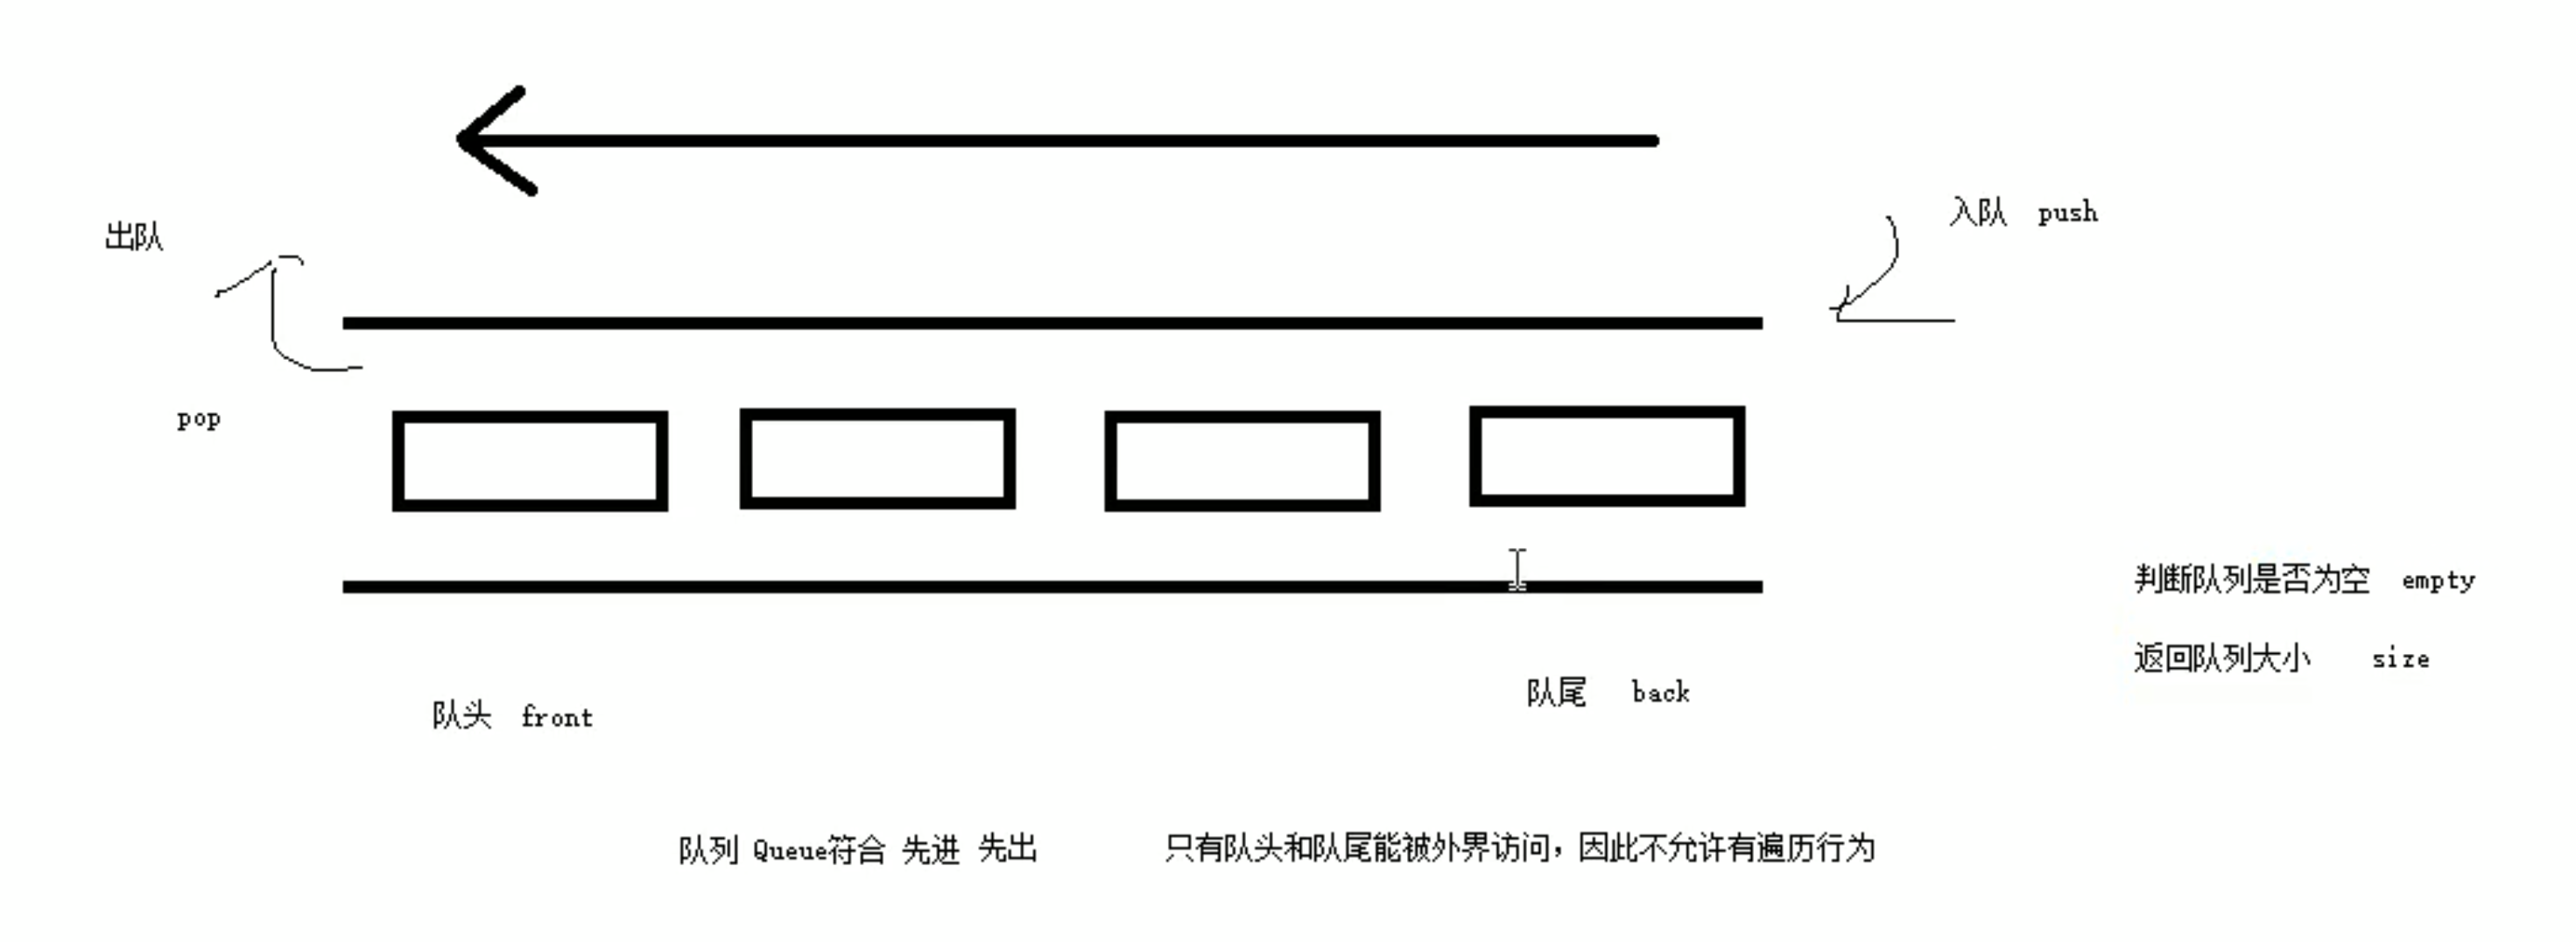 入队 push
出队
pop
判断队列是否为空 empty
返回队列大小 size
队尾 back
队头 front
队列 Queue符合 先进 先出
只有队头和队尾能被外界访问，因此不允许有遍历行为